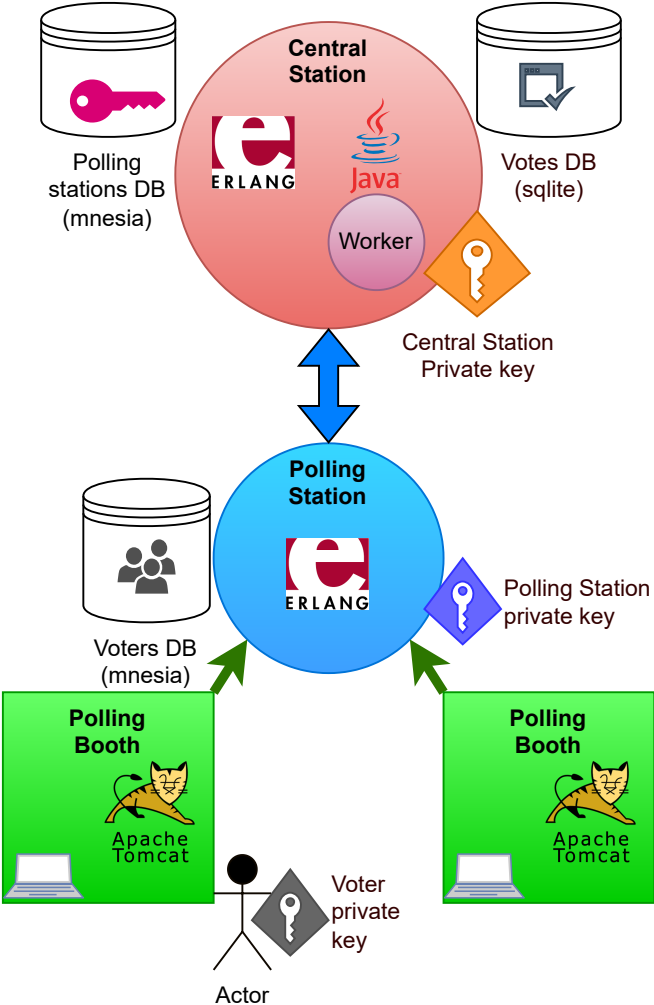 Central
Station
ERLANG
Java
Worker
Polling
stations DB
(mnesia)
Votes DB
(sqlite)
Central Station
Private key
Polling
Station
ERLANG
Voters DB
(mnesia)
Polling Station
private key
Polling
Booth
Apache
Tomcat
Polling
Booth
Apache
Tomcat
Voter
private
key
Actor